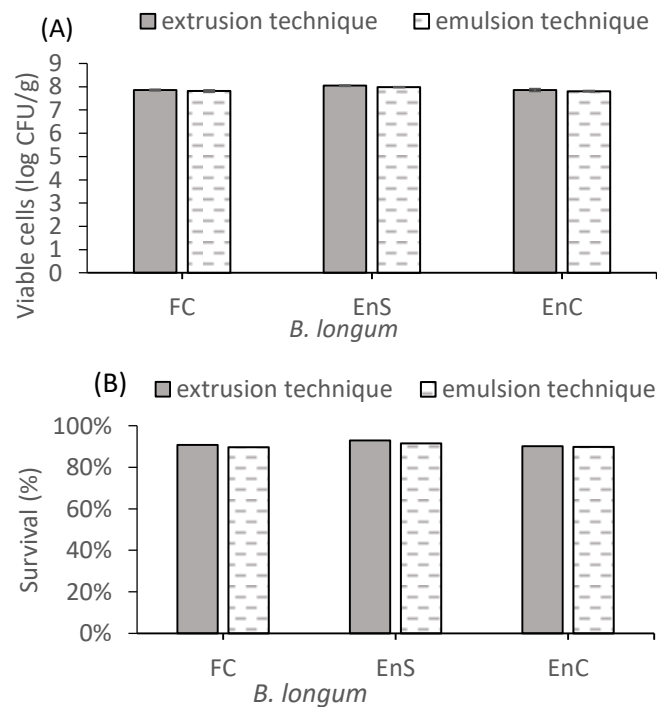 (A)
extrusion technique emulsion technique
Viable cells (log CFU/g)
9
8
7
6
5
4
3
2
1
0
FC EnS EnC
B. longum
(B)
extrusion technique emulsion technique
Survival (%)
100%
80%
60%
40%
20%
0%
FC EnS EnC
B. longum